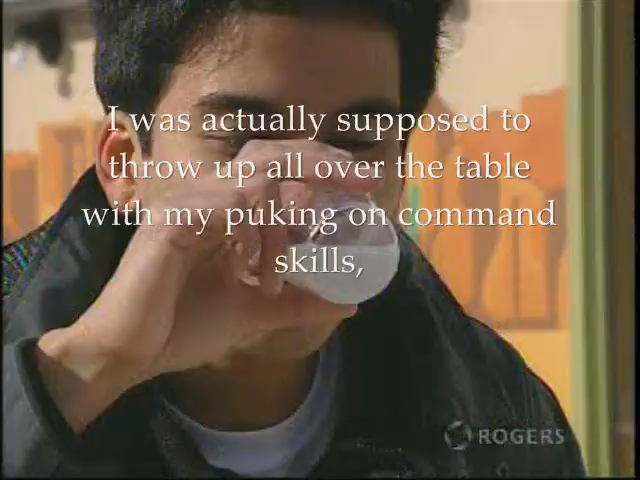 I was actually supposed to
throw up all over the table
with my puking on command
skills,
ROGERS